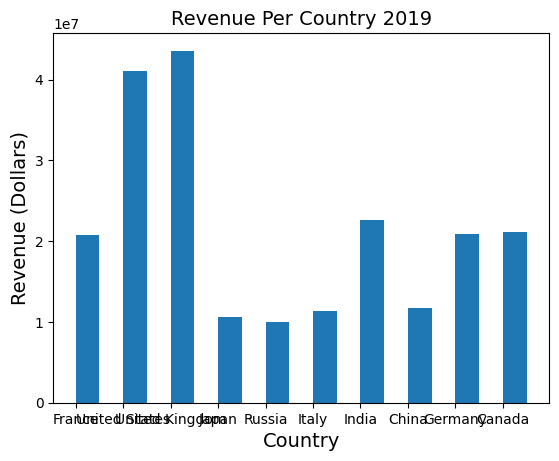 Revenue Per Country 2019
1e7
4
3
2
1
0
Revenue (Dollars)
France United States United Kingdom Japan Russia Italy India China Germany Canada
Country